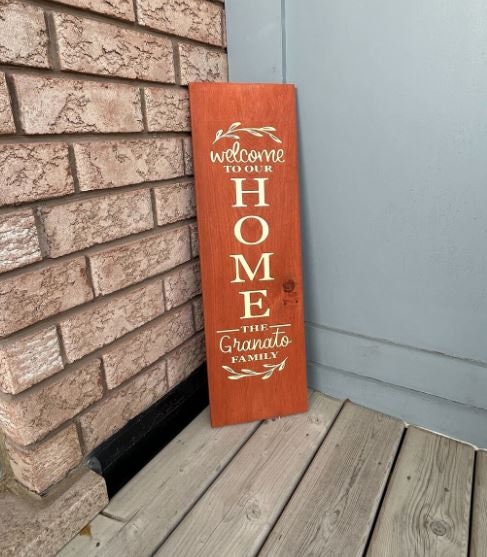 welcome
TO OUR
H
O
M
E
THE
Granato
FAMILY